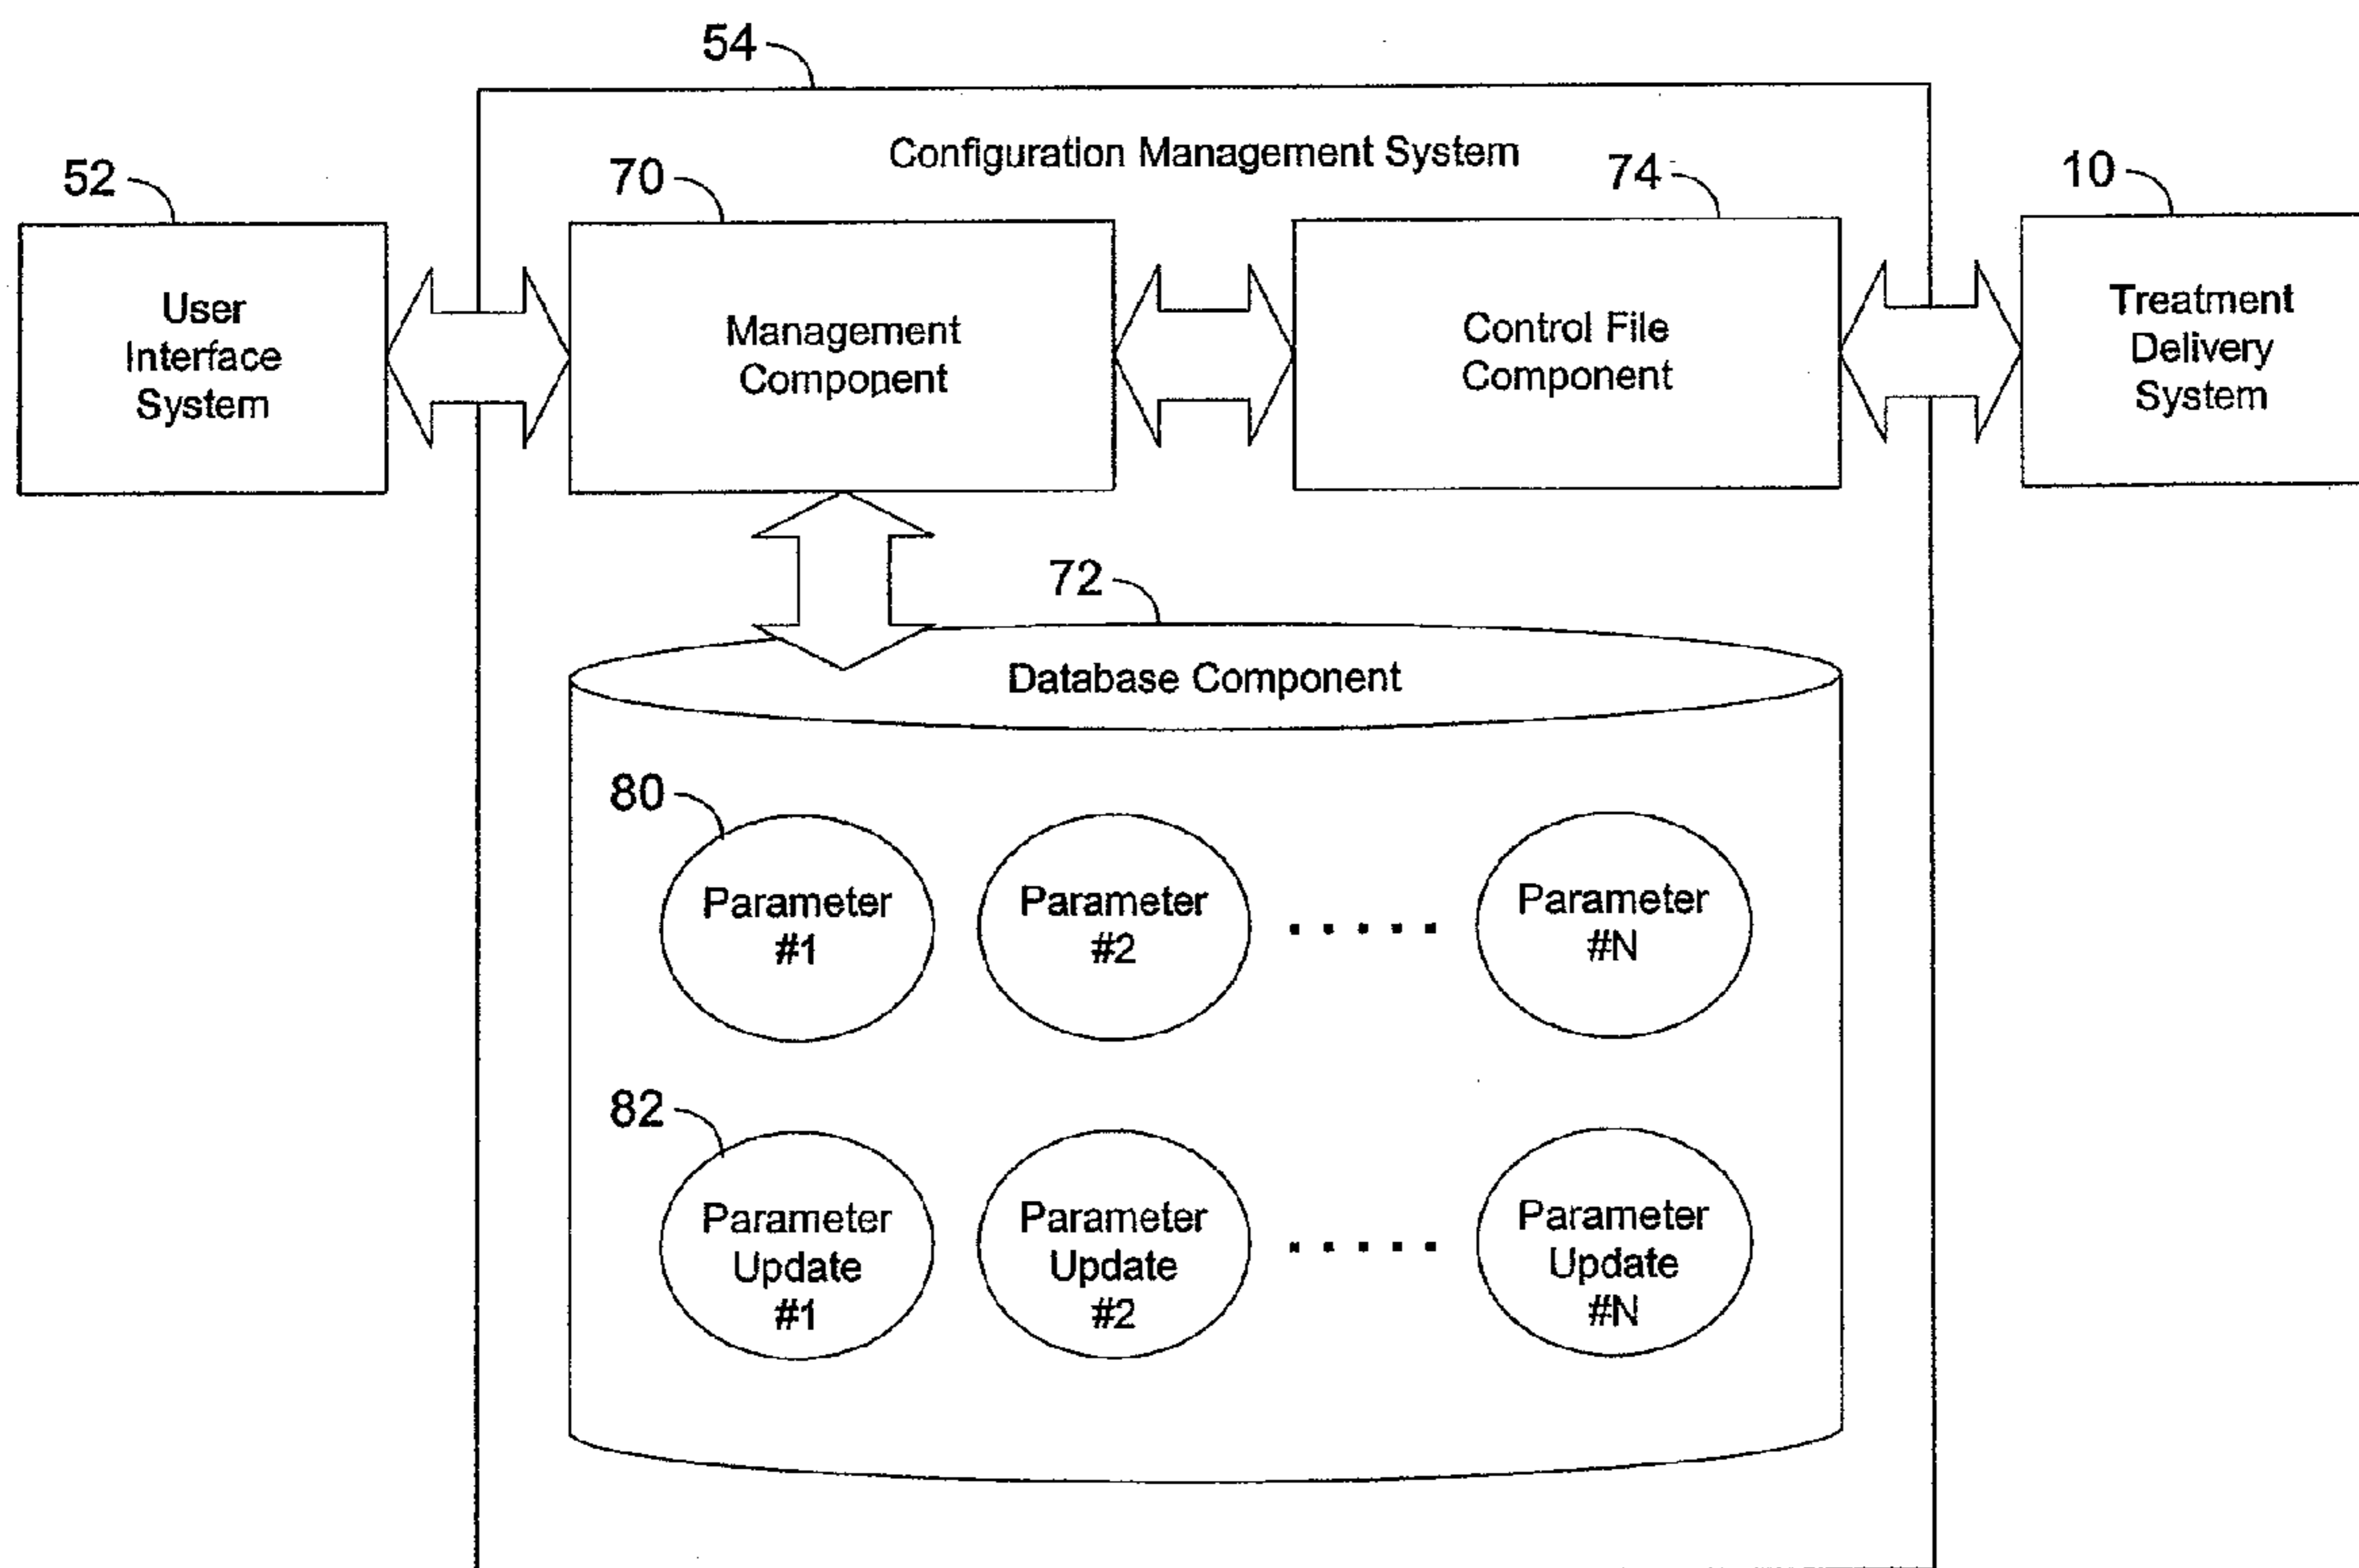 54
Configuration Management System
52
70
74
10
User
Interface
System
Management
Component
Control File
Component
Treatment
Delivery
System
72
Database Component
80
Parameter
#1
Parameter
#2
.....
Parameter
#N
82
Parameter
Update
#1
Parameter
Update
#2
.....
Parameter
Update
#N